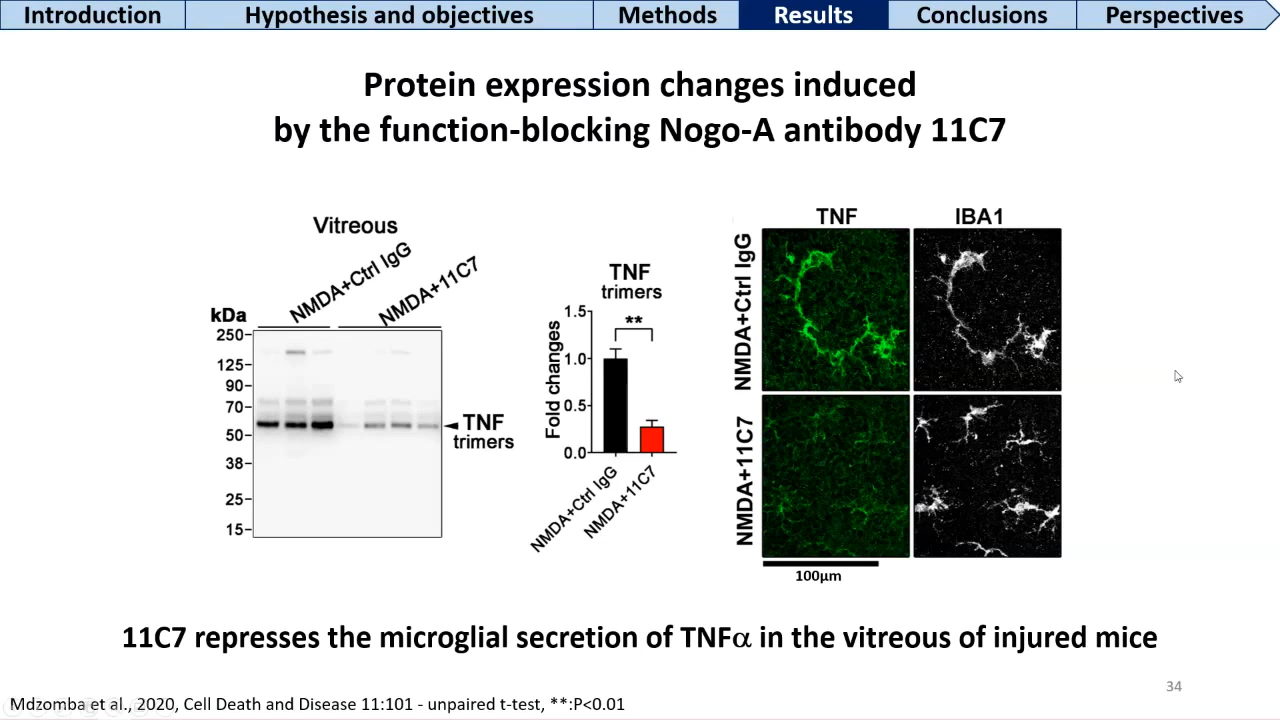 Introduction
Hypothesis and objectives
Methods
Results
Conclusions
Perspectives
Protein expression changes induced
by the function-blocking Nogo-A antibody 11C7
Vitreous
NMDA+Ctrl IgG
NMDA+11C7
kDa
250
125
90
70
50
38
25
15
TNF
trimers
TNF
trimers
Fold changes
1.5
1.0
0.5
0.0
**
NMDA+Ctrl IgG
NMDA+11C7
TNF
IBA1
NMDA+Ctrl IgG
NMDA+11C7
100µm
11C7 represses the microglial secretion of TNFα in the vitreous of injured mice
34
Mdzomba et al., 2020, Cell Death and Disease 11:101 - unpaired t-test, **:P<0.01